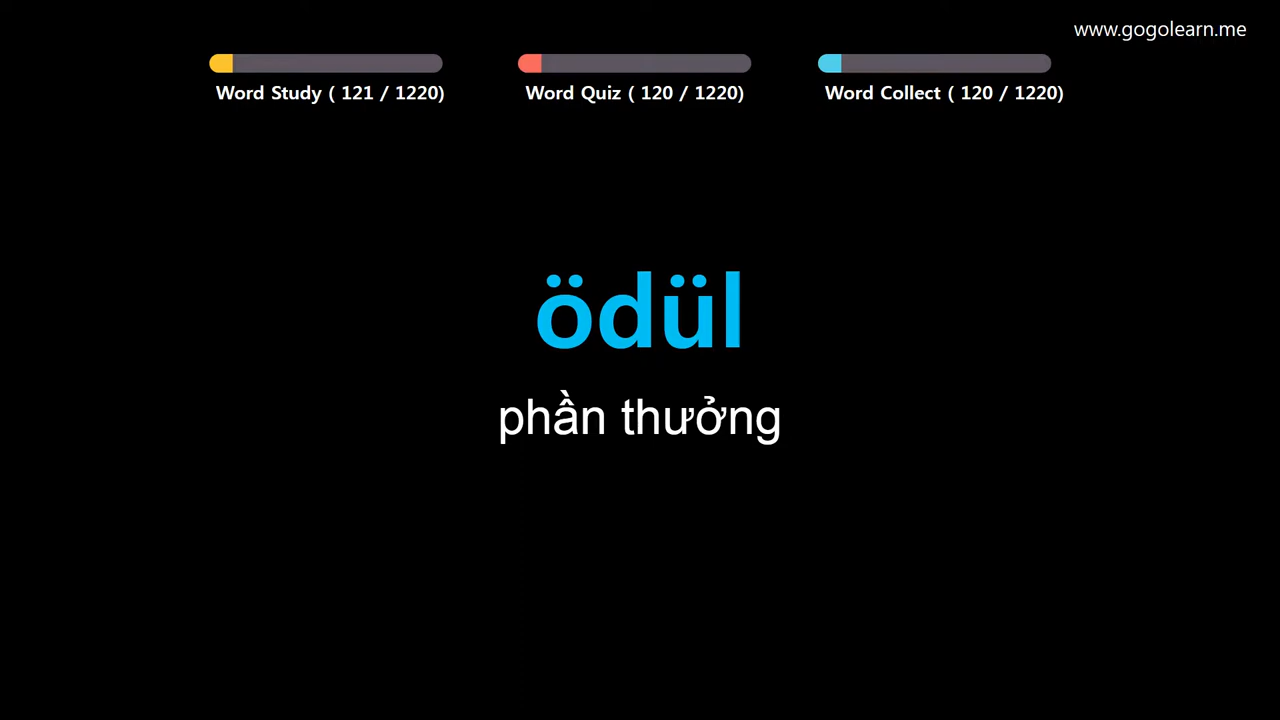 www.gogolearn.me
Word Study ( 121 / 1220)
Word Quiz ( 120 / 1220)
Word Collect ( 120 / 1220)
ödül
phần thưởng